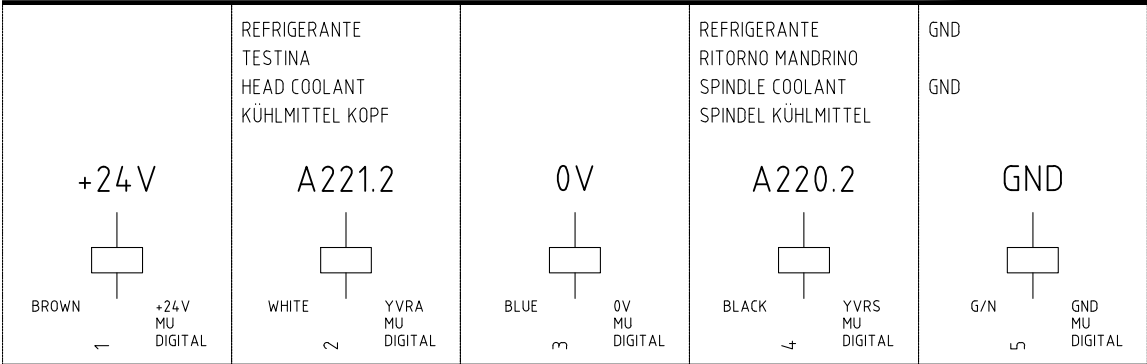 +24V
BROWN
+24V
MU
DIGITAL
1
REFRIGERANTE
TESTINA
HEAD COOLANT
KÜHLMITTEL KOPF
A221.2
WHITE
YVRA
MU
DIGITAL
2
0V
BLUE
0V
MU
DIGITAL
3
REFRIGERANTE
RITORNO MANDRINO
SPINDLE COOLANT
SPINDEL KÜHLMITTEL
A220.2
BLACK
YVRS
MU
DIGITAL
4
GND
GND
GND
G/N
GND
MU
DIGITAL
5